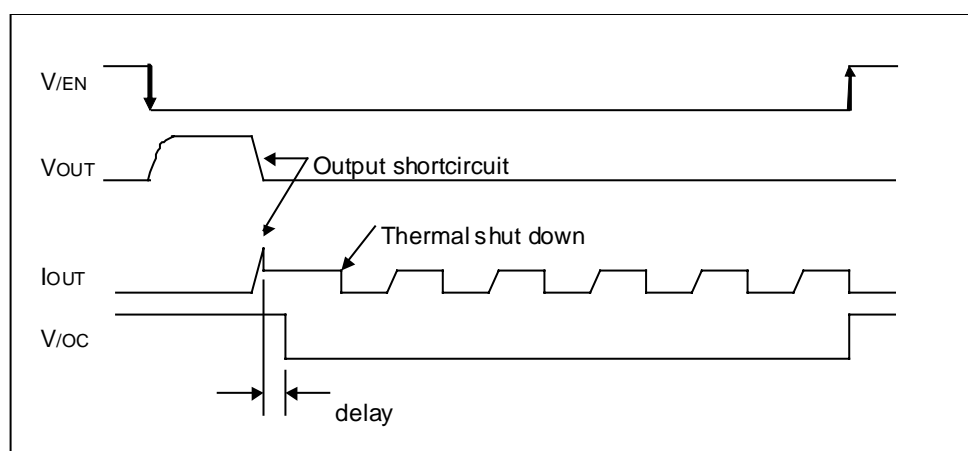 V/EN
VOUT
Output shortcircuit
Thermal shut down
IOUT
V/OC
delay